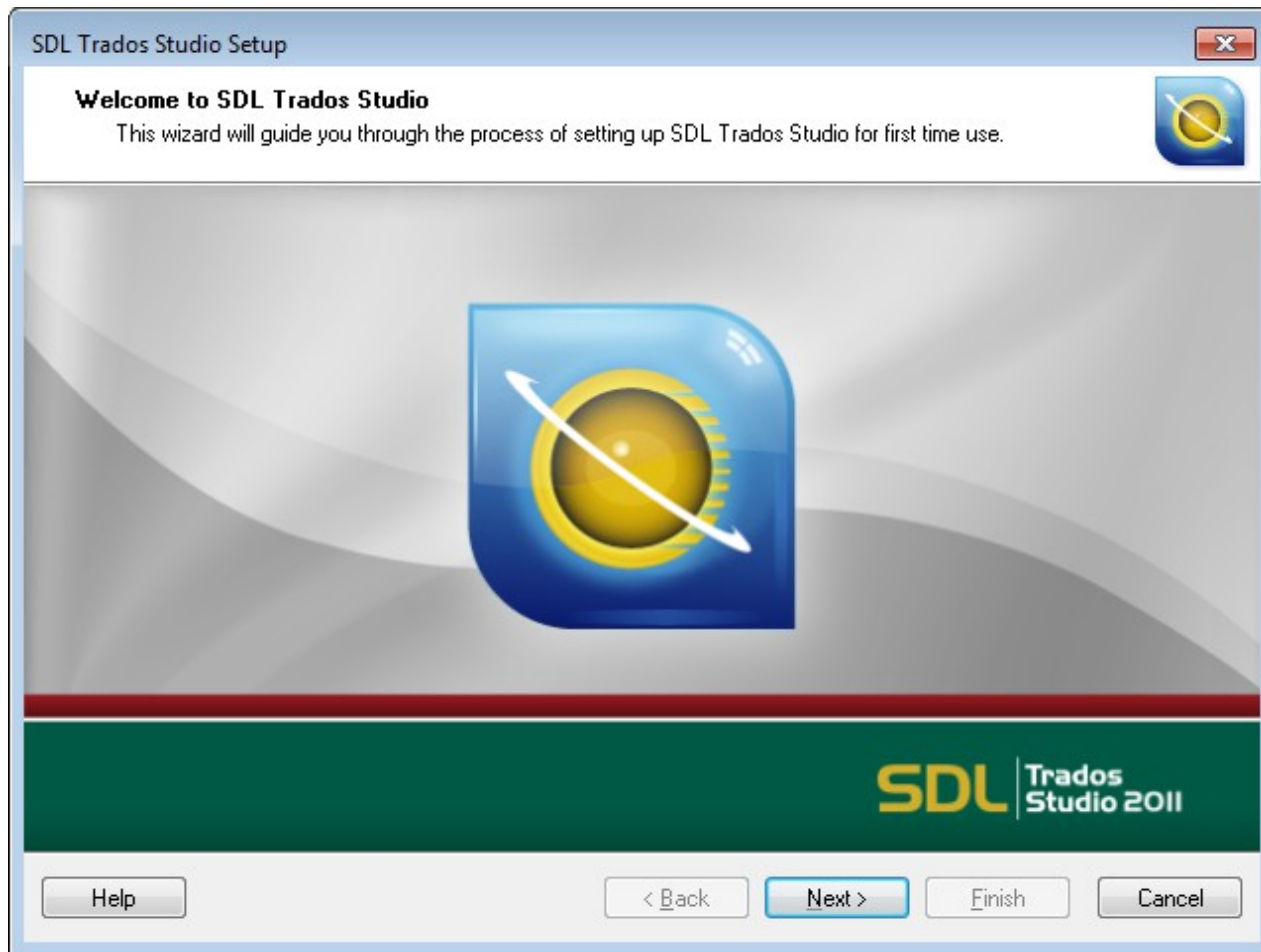 SDL Trados Studio Setup
Welcome to SDL Trados Studio
This wizard will guide you through the process of setting up SDL Trados Studio for first time use.
SDL Trados
Studio 2011
Help
< Back
Next >
Finish
Cancel